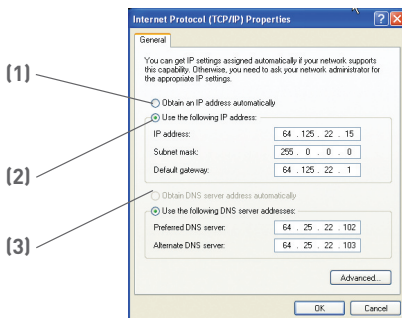 Internet Protocol (TCP/IP) Properties
General
You can get IP settings assigned automatically if your network supports
this capability. Otherwise, you need to ask your network administrator for
the appropriate IP settings.
(1)
Obtain an IP address automatically
(2)
Use the following IP address:
IP address: 64 . 125 . 22 . 15
Subnet mask: 255 . 0 . 0 . 0
Default gateway: 64 . 125 . 22 . 1
(3)
Obtain DNS server address automatically
Use the following DNS server addresses:
Preferred DNS server: 64 . 25 . 22 . 102
Alternate DNS server: 64 . 25 . 22 . 103
Advanced...
OK Cancel